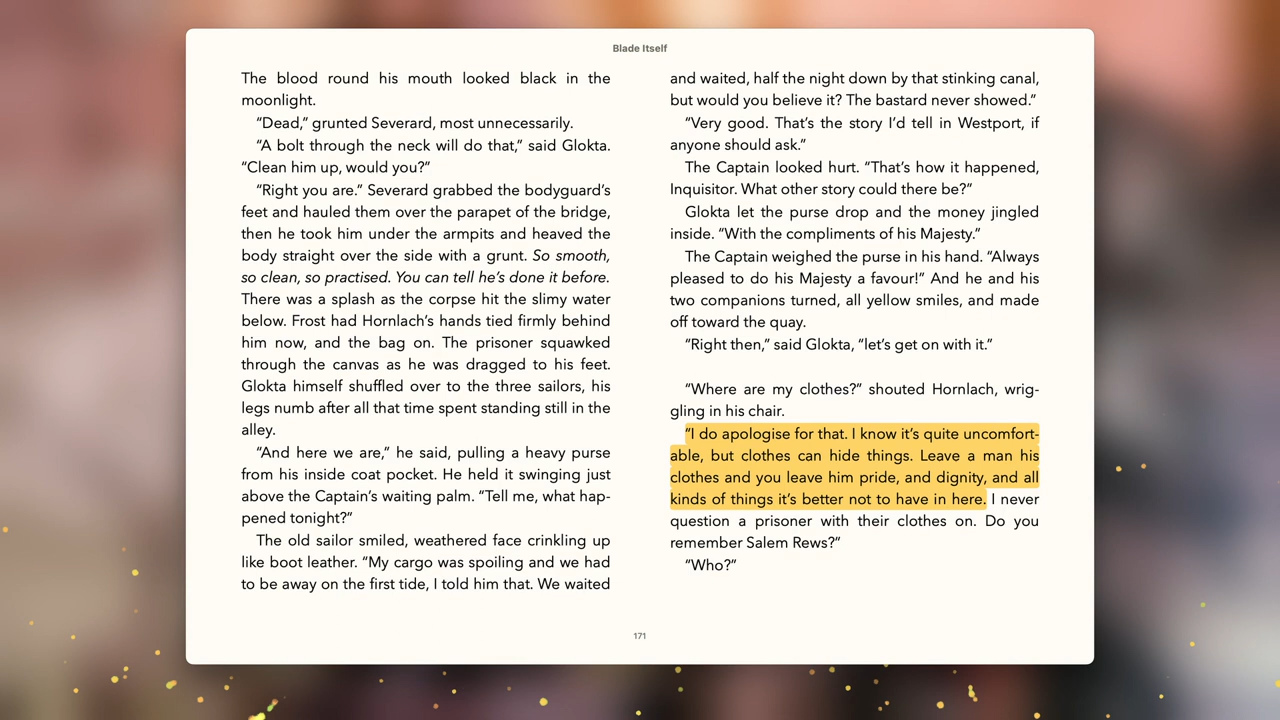 Blade Itself
The blood round his mouth looked black in the
moonlight.
“Dead,” grunted Severard, most unnecessarily.
“A bolt through the neck will do that,” said Glokta.
“Clean him up, would you?”
“Right you are.” Severard grabbed the bodyguard’s
feet and hauled them over the parapet of the bridge,
then he took him under the armpits and heaved the
body straight over the side with a grunt. So smooth,
so clean, so practised. You can tell he’s done it before.
There was a splash as the corpse hit the slimy water
below. Frost had Hornlach’s hands tied firmly behind
him now, and the bag on. The prisoner squawked
through the canvas as he was dragged to his feet.
Glokta himself shuffled over to the three sailors, his
legs numb after all that time spent standing still in the
alley.
“And here we are,” he said, pulling a heavy purse
from his inside coat pocket. He held it swinging just
above the Captain’s waiting palm. “Tell me, what hap-
pened tonight?”
The old sailor smiled, weathered face crinkling up
like boot leather. “My cargo was spoiling and we had
to be away on the first tide, I told him that. We waited
and waited, half the night down by that stinking canal,
but would you believe it? The bastard never showed.”
“Very good. That’s the story I’d tell in Westport, if
anyone should ask.”
The Captain looked hurt. “That’s how it happened,
Inquisitor. What other story could there be?”
Glokta let the purse drop and the money jingled
inside. “With the compliments of his Majesty.”
The Captain weighed the purse in his hand. “Always
pleased to do his Majesty a favour!” And he and his
two companions turned, all yellow smiles, and made
off toward the quay.
“Right then,” said Glokta, “let’s get on with it.”
“Where are my clothes?” shouted Hornlach, wrig-
gling in his chair.
“I do apologise for that. I know it’s quite uncomfort-
able, but clothes can hide things. Leave a man his
clothes and you leave him pride, and dignity, and all
kinds of things it’s better not to have in here. I never
question a prisoner with their clothes on. Do you
remember Salem Rews?”
“Who?”
171